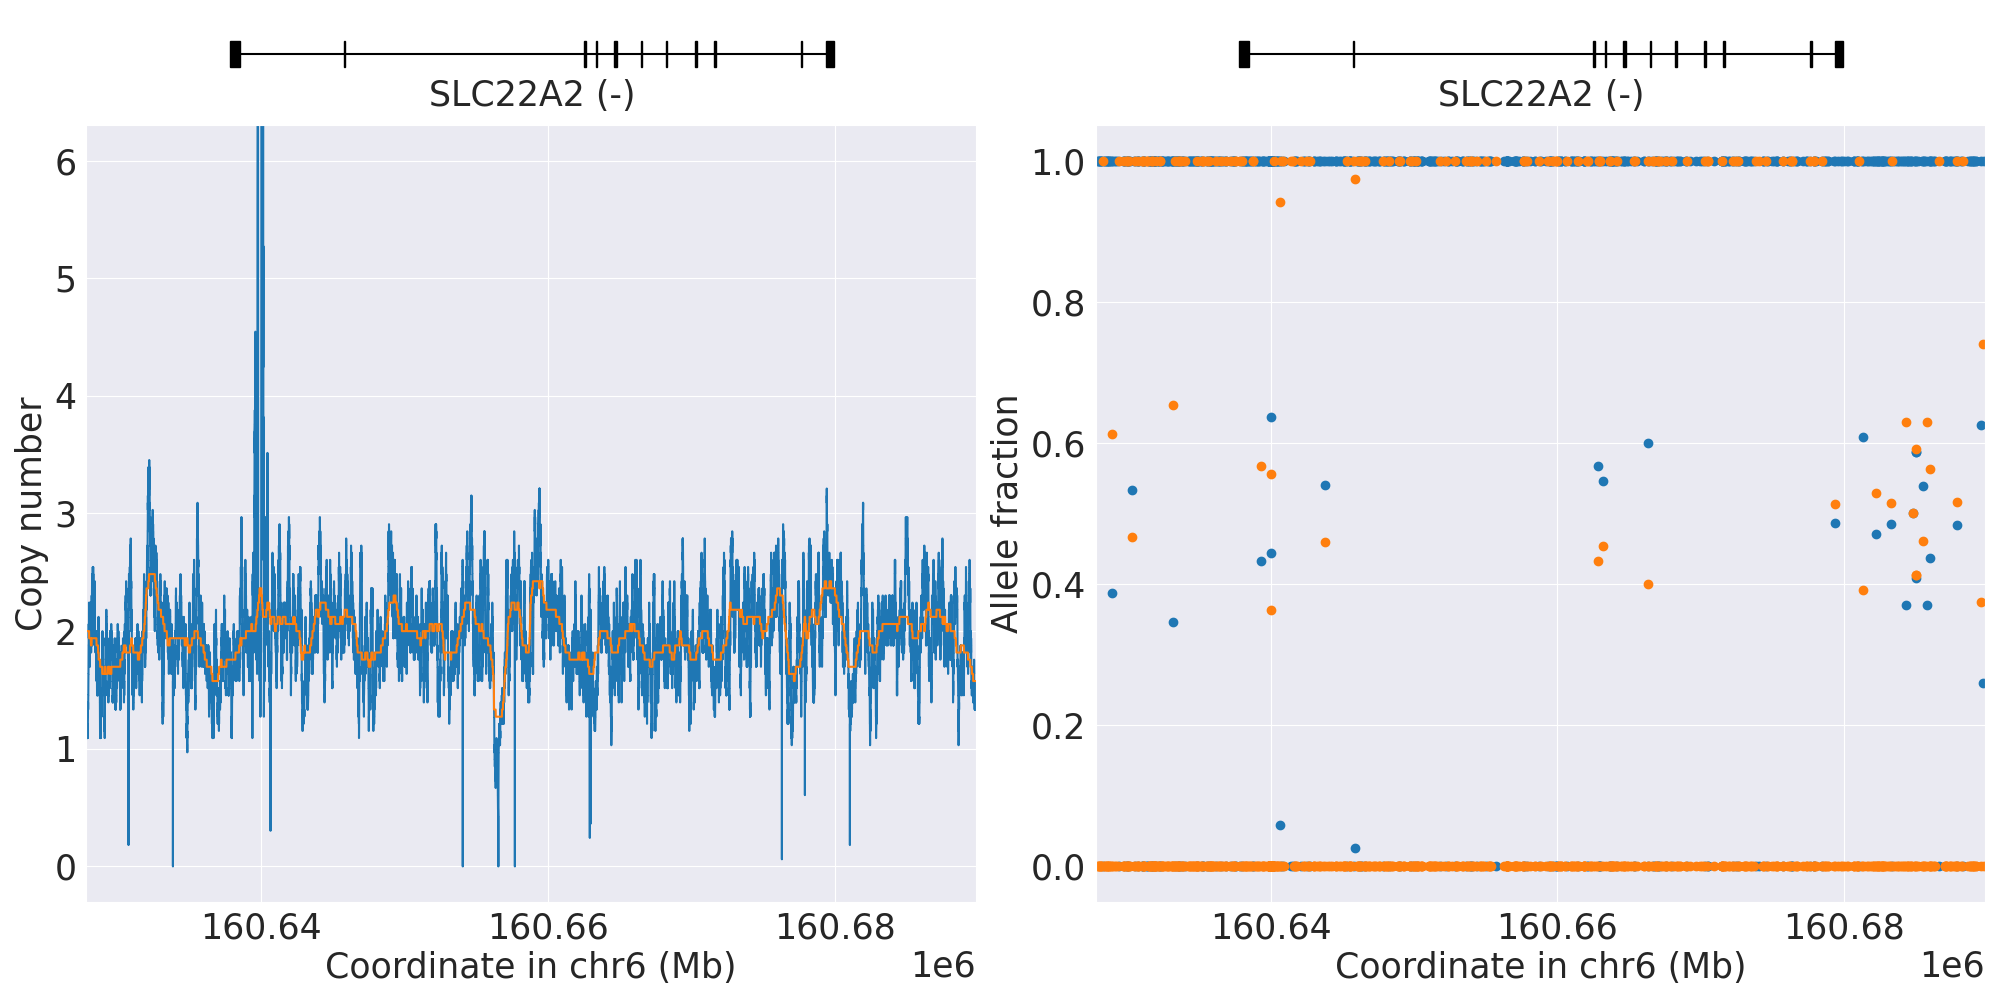 SLC22A2 (-)
6
5
4
3
2
1
0
Copy number
160.64
160.66
160.68
Coordinate in chr6 (Mb)
1e6
SLC22A2 (-)
1.0
0.8
0.6
0.4
0.2
0.0
Allele fraction
160.64
160.66
160.68
Coordinate in chr6 (Mb)
1e6